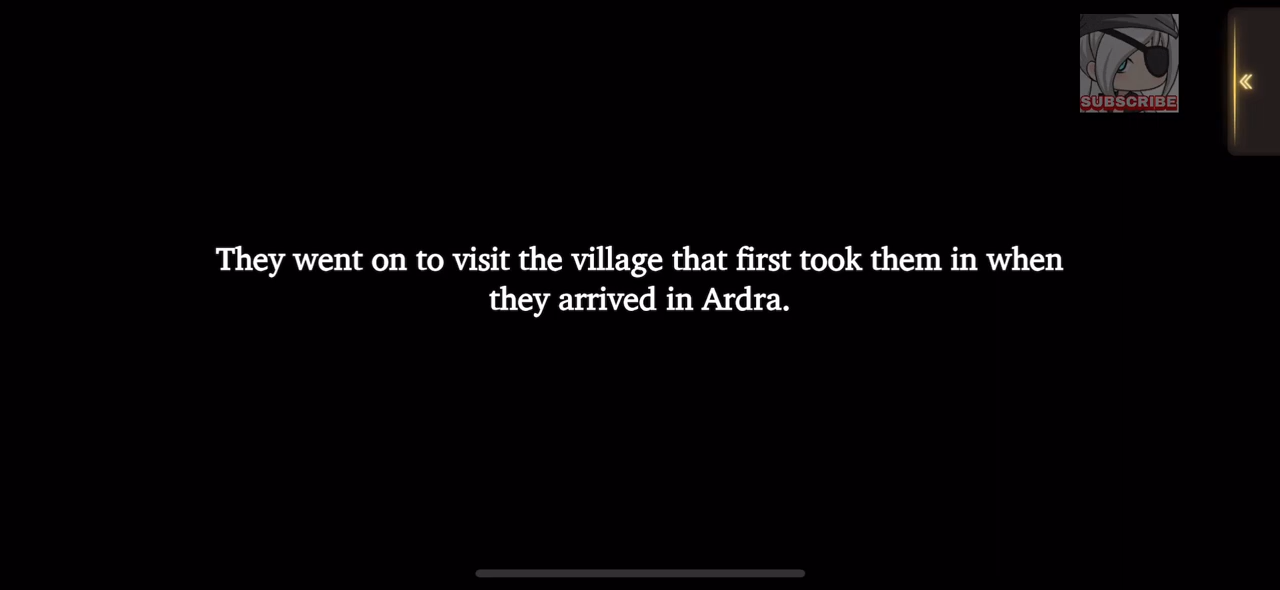 SUBSCRIBE
They went on to visit the village that first took them in when
they arrived in Ardra.